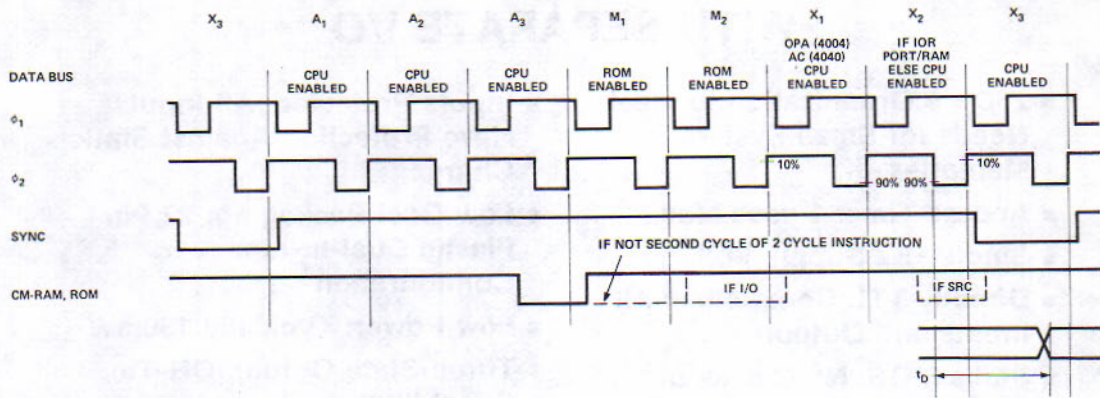 X3 A1 A2 A3 M1 M2 X1 X2 X3
DATA BUS
CPU ENABLED
CPU ENABLED
CPU ENABLED
ROM ENABLED
ROM ENABLED
OPA (4004)
AC (4040)
CPU
ENABLED
IF IOR
PORT/RAM
ELSE CPU
ENABLED
CPU ENABLED
ϕ1
ϕ2
10%
90% 90%
10%
SYNC
IF NOT SECOND CYCLE OF 2 CYCLE INSTRUCTION
CM-RAM, ROM
IF I/O
IF SRC
tD